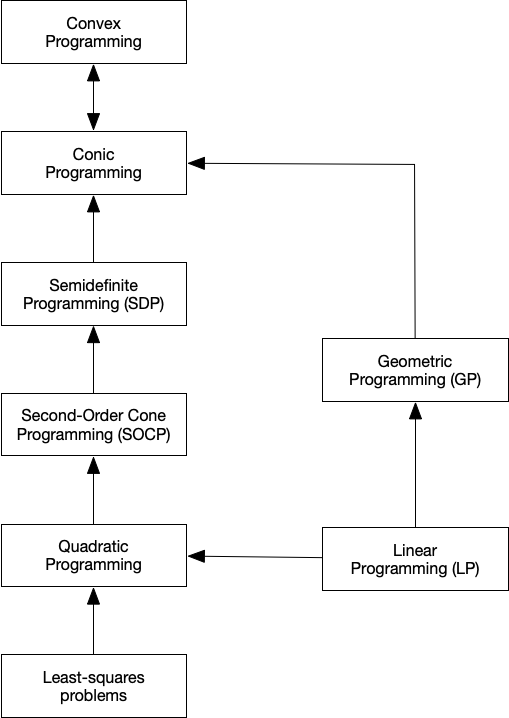 Convex
Programming
Conic
Programming
Semidefinite
Programming (SDP)
Geometric
Programming (GP)
Second-Order Cone
Programming (SOCP)
Quadratic
Programming
Linear
Programming (LP)
Least-squares
problems